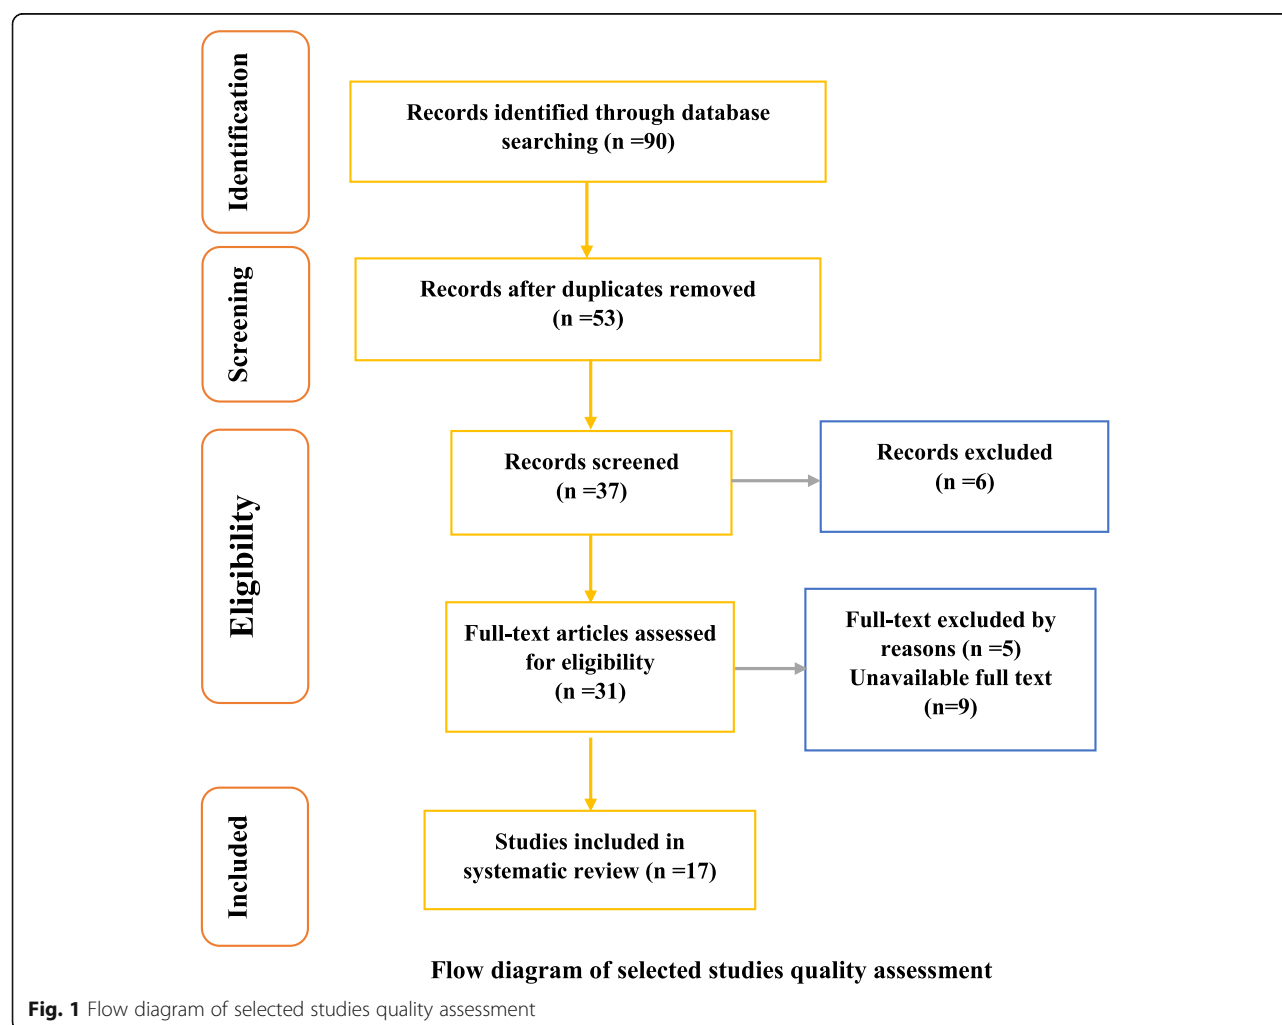 Identification
Records identified through database
searching (n =90)
Screening
Records after duplicates removed
(n =53)
Eligibility
Records screened
(n =37)
Records excluded
(n =6)
Full-text articles assessed
for eligibility
(n =31)
Full-text excluded by
reasons (n =5)
Unavailable full text
(n=9)
Included
Studies included in
systematic review (n =17)
Flow diagram of selected studies quality assessment
Fig. 1 Flow diagram of selected studies quality assessment